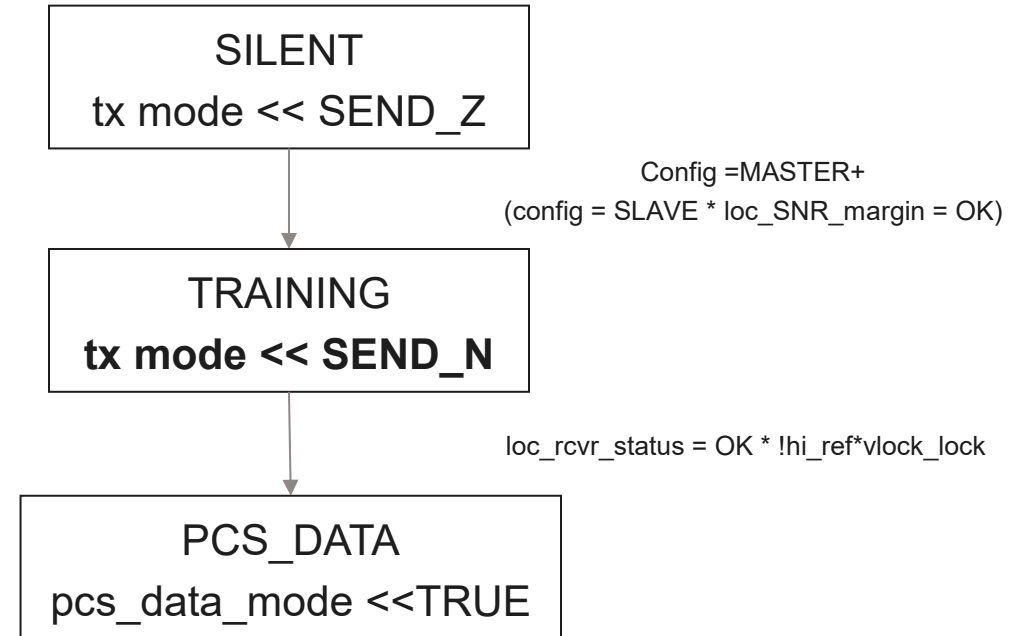 SILENT
tx mode << SEND_Z
Config =MASTER+
(config = SLAVE * loc_SNR_margin = OK)
TRAINING
tx mode << SEND_N
loc_rcvr_status = OK * !hi_ref*vlock_lock
PCS_DATA
pcs_data_mode <<TRUE